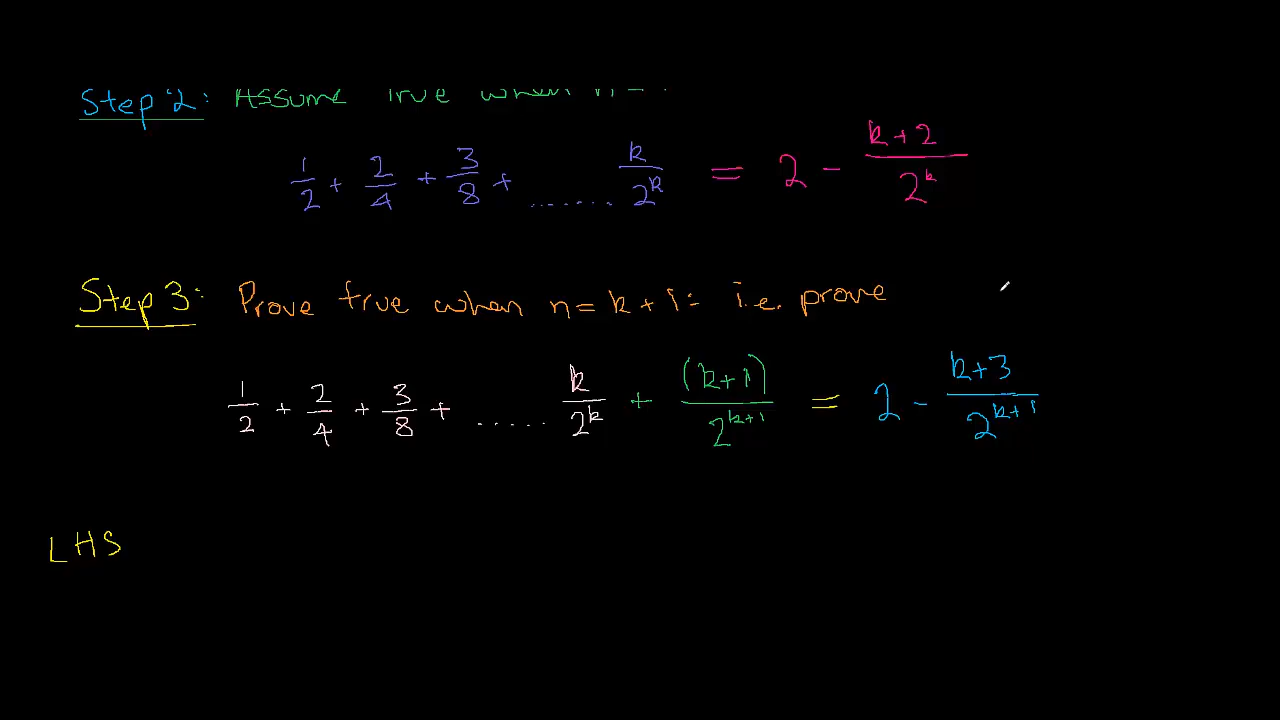 Step 2: Assume true when n =
1/2 + 2/4 + 3/8 + ........ k/2^k = 2 - (k+2)/2^k
Step 3: Prove true when n = k + 1: i.e. prove
1/2 + 2/4 + 3/8 + ..... k/2^k + (k+1)/2^(k+1) = 2 - (k+3)/2^(k+1)
LHS